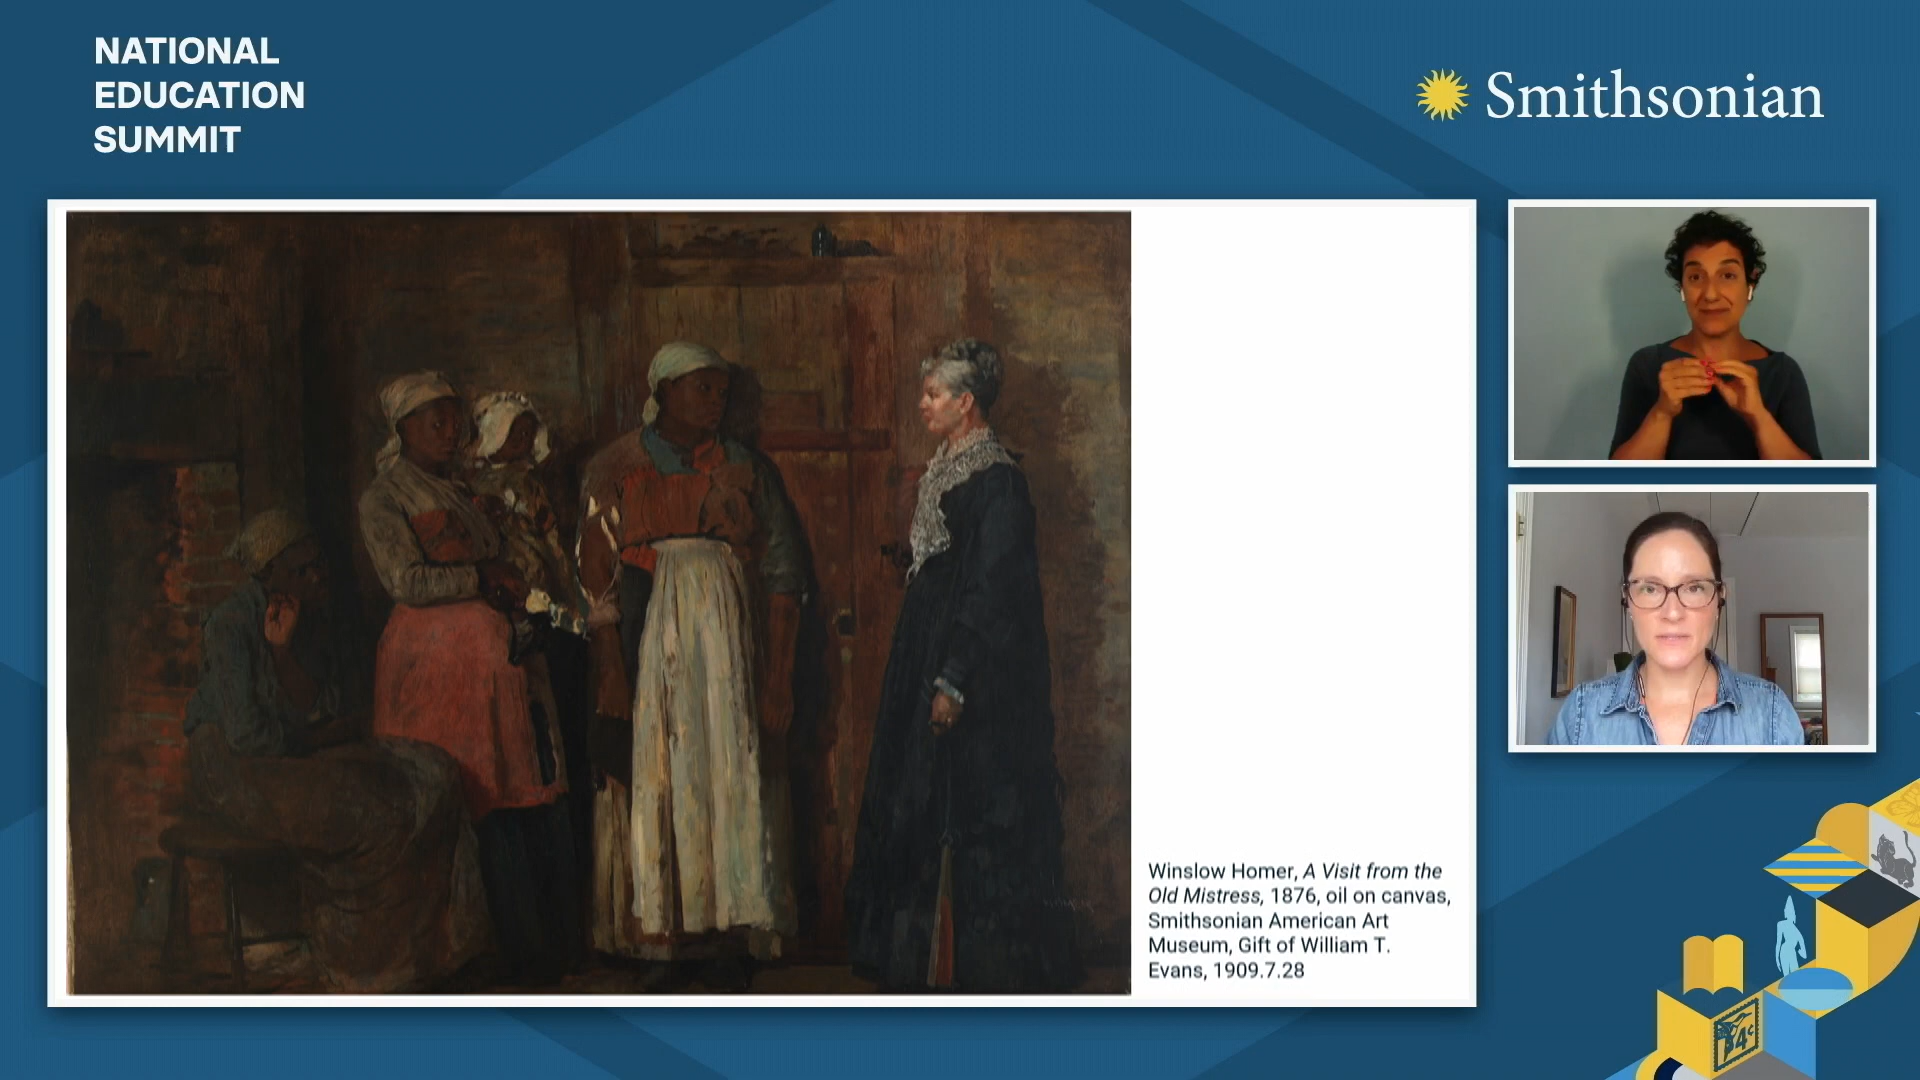 NATIONAL
EDUCATION
SUMMIT
Smithsonian
Winslow Homer, A Visit from the
Old Mistress, 1876, oil on canvas,
Smithsonian American Art
Museum, Gift of William T.
Evans, 1909.7.28
4¢